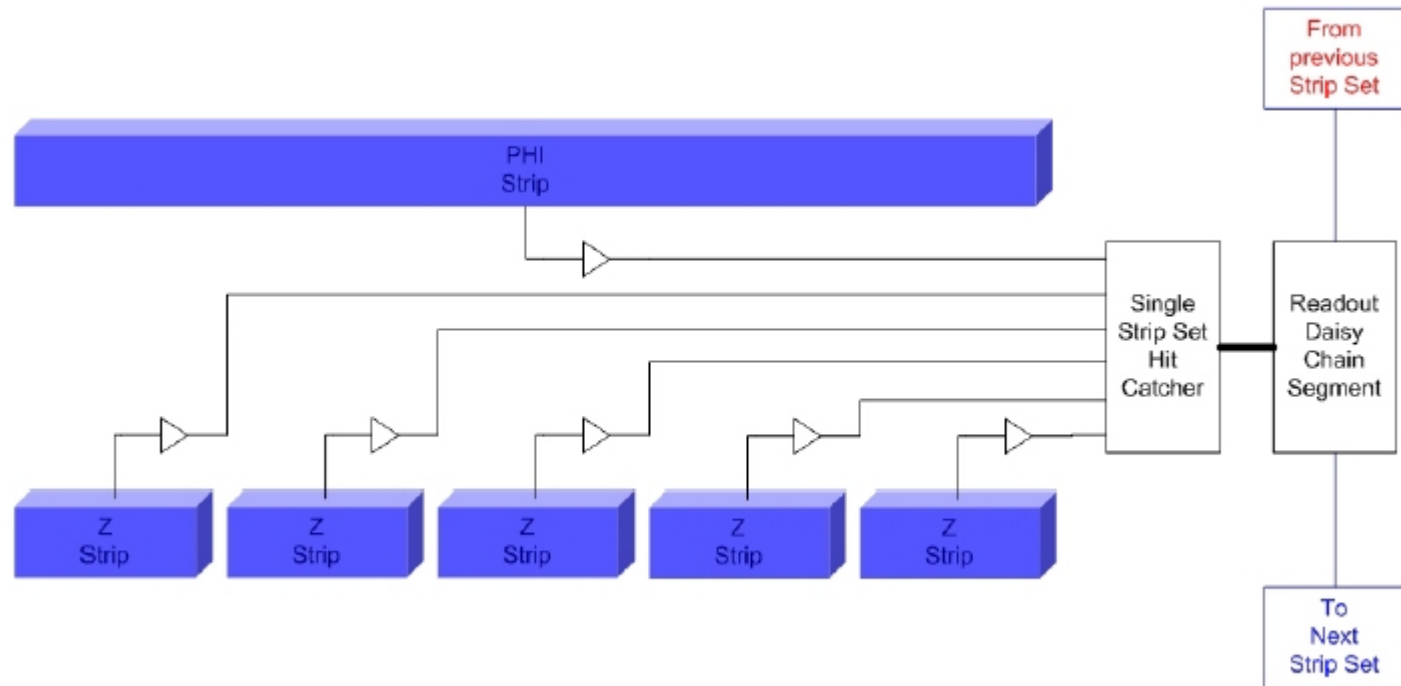 From
previous
Strip Set
PHI
Strip
Single
Strip Set
Hit
Catcher
Readout
Daisy
Chain
Segment
Z
Strip
Z
Strip
Z
Strip
Z
Strip
Z
Strip
To
Next
Strip Set